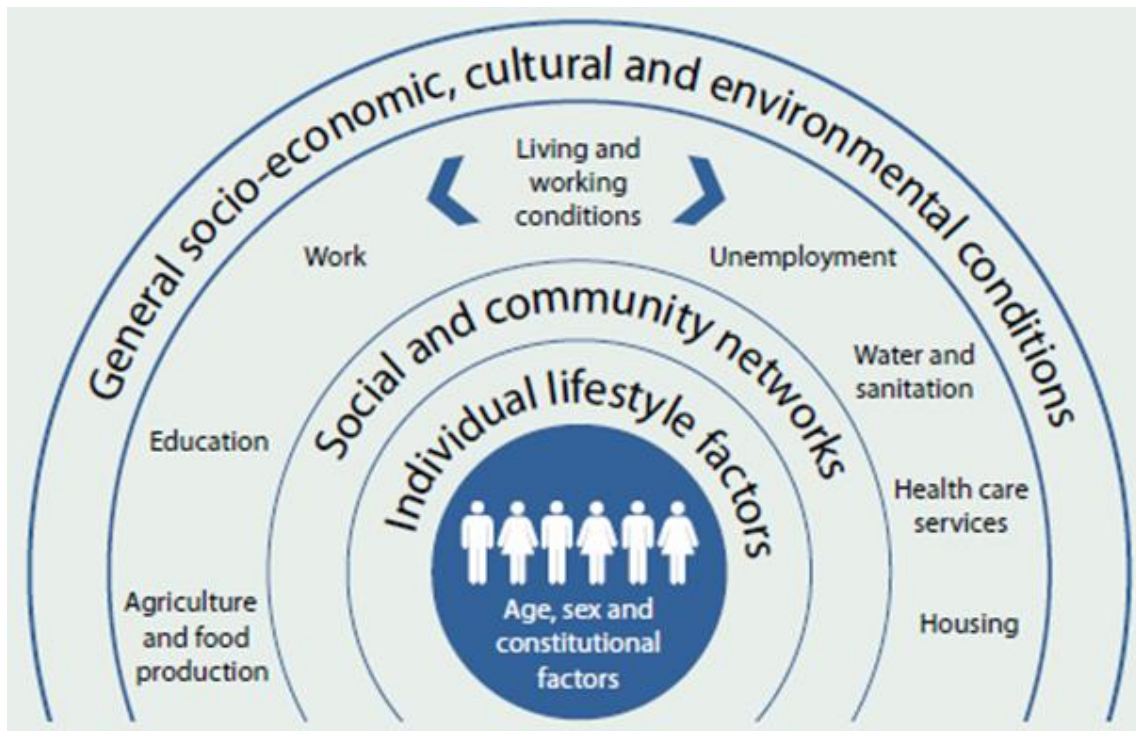 General socio-economic, cultural and environmental conditions
Living and
working
conditions
Work
Unemployment
Social and community networks
Water and
sanitation
Individual lifestyle factors
Education
Health care
services
Agriculture
and food
production
Housing
Age, sex and
constitutional
factors